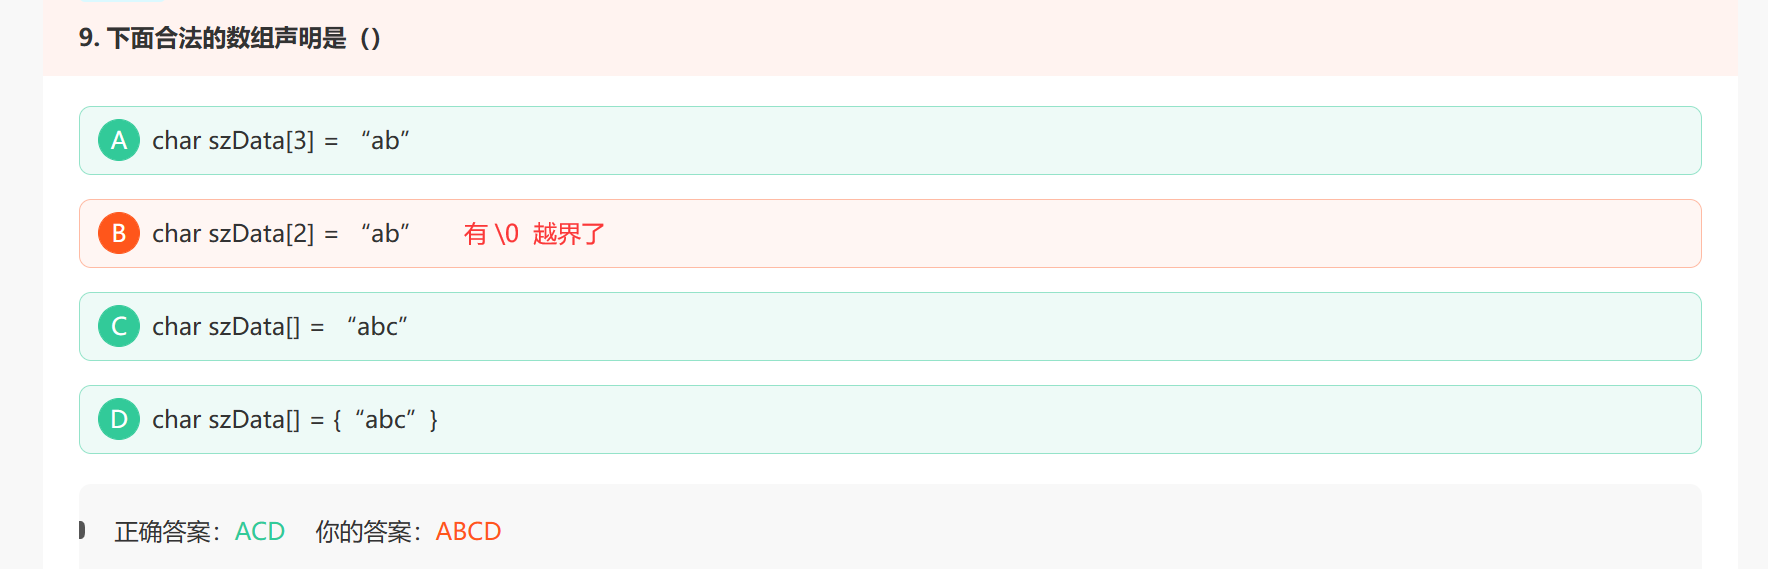 9. 下面合法的数组声明是（）
A char szData[3] = “ab”
B char szData[2] = “ab” 有 \0 越界了
C char szData[] = “abc”
D char szData[] = {“abc”}
正确答案：ACD 你的答案：ABCD